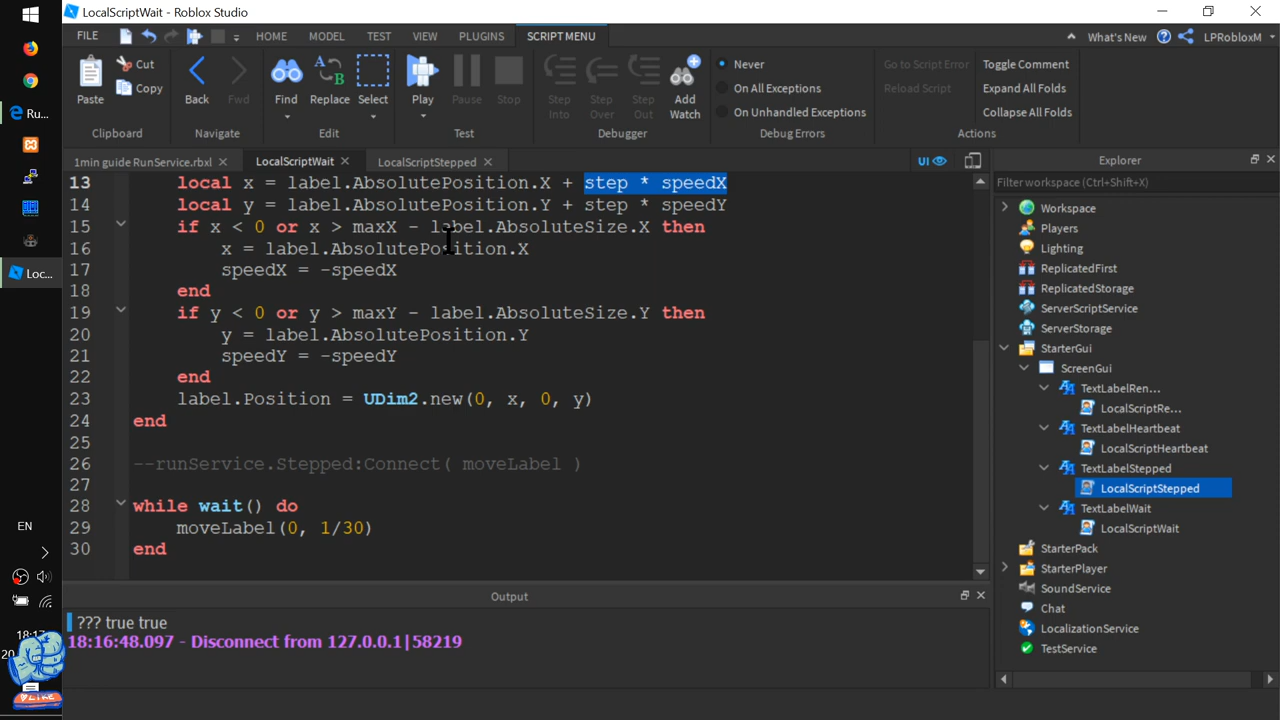 LocalScriptWait - Roblox Studio
FILE HOME MODEL TEST VIEW PLUGINS SCRIPT MENU What's New LPRobloxM
Paste Cut Copy Back Fwd Find Replace Select Play Pause Stop Step Into Step Over Step Out Add Watch
Never
On All Exceptions
On Unhandled Exceptions
Go to Script Error
Reload Script
Toggle Comment
Expand All Folds
Collapse All Folds
Clipboard Navigate Edit Test Debugger Debug Errors Actions
1min guide RunService.rbxl LocalScriptWait LocalScriptStepped UI
13 local x = label.AbsolutePosition.X + step * speedX
14 local y = label.AbsolutePosition.Y + step * speedY
15 if x < 0 or x > maxX - label.AbsoluteSize.X then
16 x = label.AbsolutePosition.X
17 speedX = -speedX
18 end
19 if y < 0 or y > maxY - label.AbsoluteSize.Y then
20 y = label.AbsolutePosition.Y
21 speedY = -speedY
22 end
23 label.Position = UDim2.new(0, x, 0, y)
24 end
25
26 --runService.Stepped:Connect( moveLabel )
27
28 while wait() do
29 moveLabel(0, 1/30)
30 end
Output
??? true true
18:16:48.097 - Disconnect from 127.0.0.1|58219
Explorer
Filter workspace (Ctrl+Shift+X)
Workspace
Players
Lighting
ReplicatedFirst
ReplicatedStorage
ServerScriptService
ServerStorage
StarterGui
ScreenGui
TextLabelRen...
LocalScriptRe...
TextLabelHeartbeat
LocalScriptHeartbeat
TextLabelStepped
LocalScriptStepped
TextLabelWait
LocalScriptWait
StarterPack
StarterPlayer
SoundService
Chat
LocalizationService
TestService
Ru...
Loc...
EN
LIKE